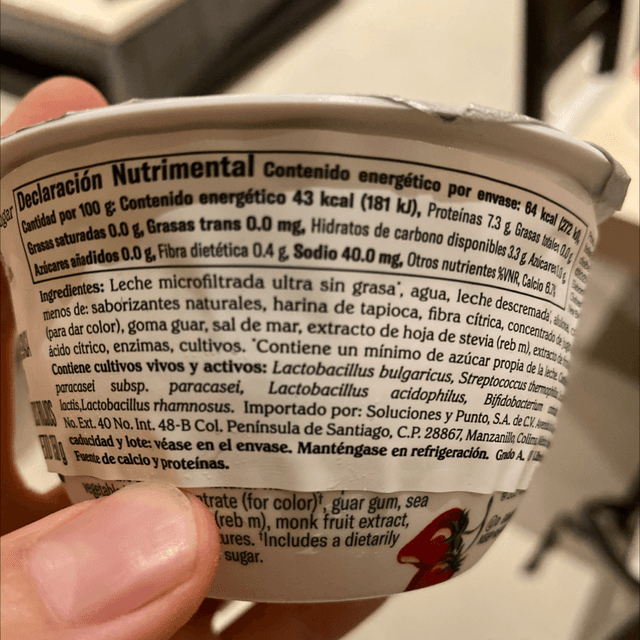 Declaración Nutrimental Contenido energético por envase: 64 kcal (272 kJ),
Cantidad por 100 g: Contenido energético 43 kcal (181 kJ), Proteínas 7.3 g, Grasas totales 0.0 g,
Grasas saturadas 0.0 g, Grasas trans 0.0 mg, Hidratos de carbono disponibles 3.3 g, Azúcares
Azúcares añadidos 0.0 g, Fibra dietética 0.4 g, Sodio 40.0 mg, Otros nutrientes %VNR, Calcio
Ingredientes: Leche microfiltrada ultra sin grasa*, agua, leche descremada*,
menos de: saborizantes naturales, harina de tapioca, fibra cítrica, concentrado de
(para dar color), goma guar, sal de mar, extracto de hoja de stevia (reb m), extracto de
ácido cítrico, enzimas, cultivos. *Contiene un mínimo de azúcar propia de la leche.
Contiene cultivos vivos y activos: Lactobacillus bulgaricus, Streptococcus
paracasei subsp. paracasei, Lactobacillus acidophilus, Bifidobacterium
lactis,Lactobacillus rhamnosus. Importado por: Soluciones y Punto, S.A. de C.V.
No. Ext. 40 No. Int. 48-B Col. Península de Santiago, C.P. 28867, Manzanillo, Colima,
caducidad y lote: véase en el envase. Manténgase en refrigeración. Grado A.
Fuente de calcio y proteínas.
(for color)†, guar gum, sea
(reb m), monk fruit extract,
†Includes a dietarily
sugar.